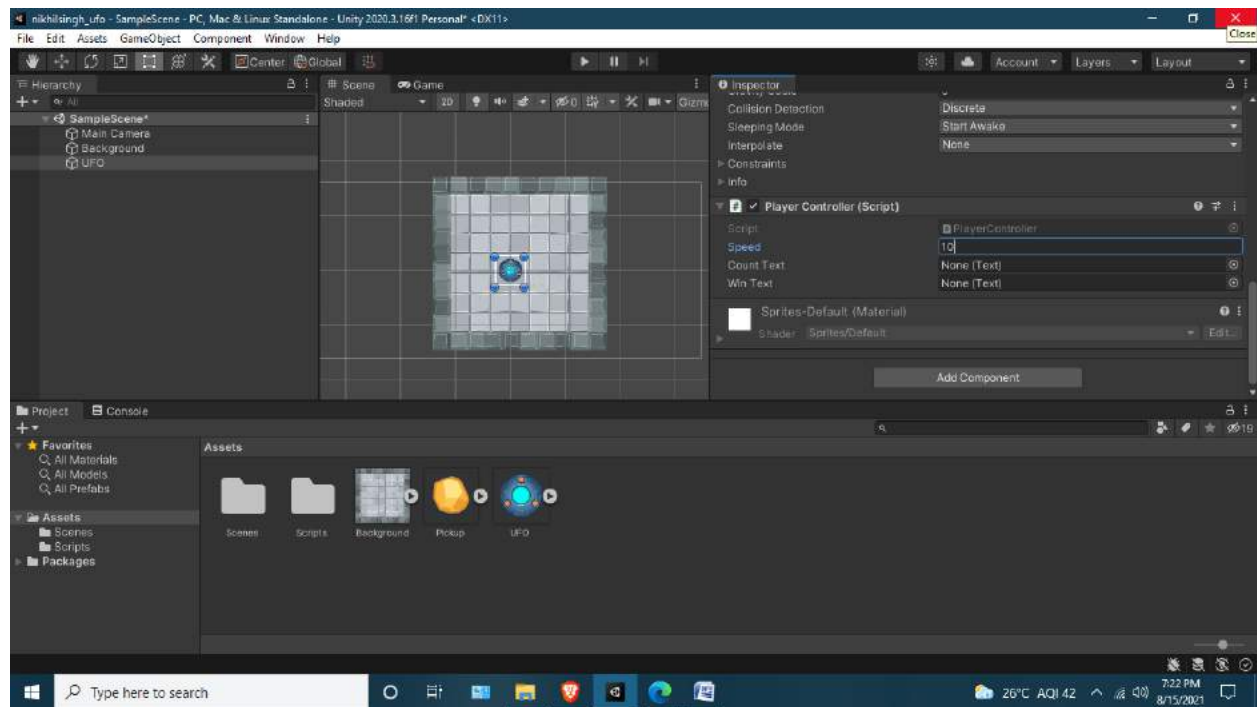 nikhilsingh_ufo - SampleScene - PC, Mac & Linux Standalone - Unity 2020.3.16f1 Personal* <DX11>
Close
File Edit Assets GameObject Component Window Help
Center Global
Account Layers Layout
Hierarchy
All
SampleScene*
Main Camera
Background
UFO
Scene Game
Shaded 2D 0 Gizmo
Inspector
Collision Detection Discrete
Sleeping Mode Start Awake
Interpolate None
Constraints
Info
Player Controller (Script)
Script PlayerController
Speed 10
Count Text None (Text)
Win Text None (Text)
Sprites-Default (Material)
Shader Sprites/Default Edit...
Add Component
Project Console
19
Favorites
All Materials
All Models
All Prefabs
Assets
Scenes
Scripts
Packages
Assets
Scenes Scripts Background Pickup UFO
Type here to search
26°C AQI 42
7:22 PM
8/15/2021